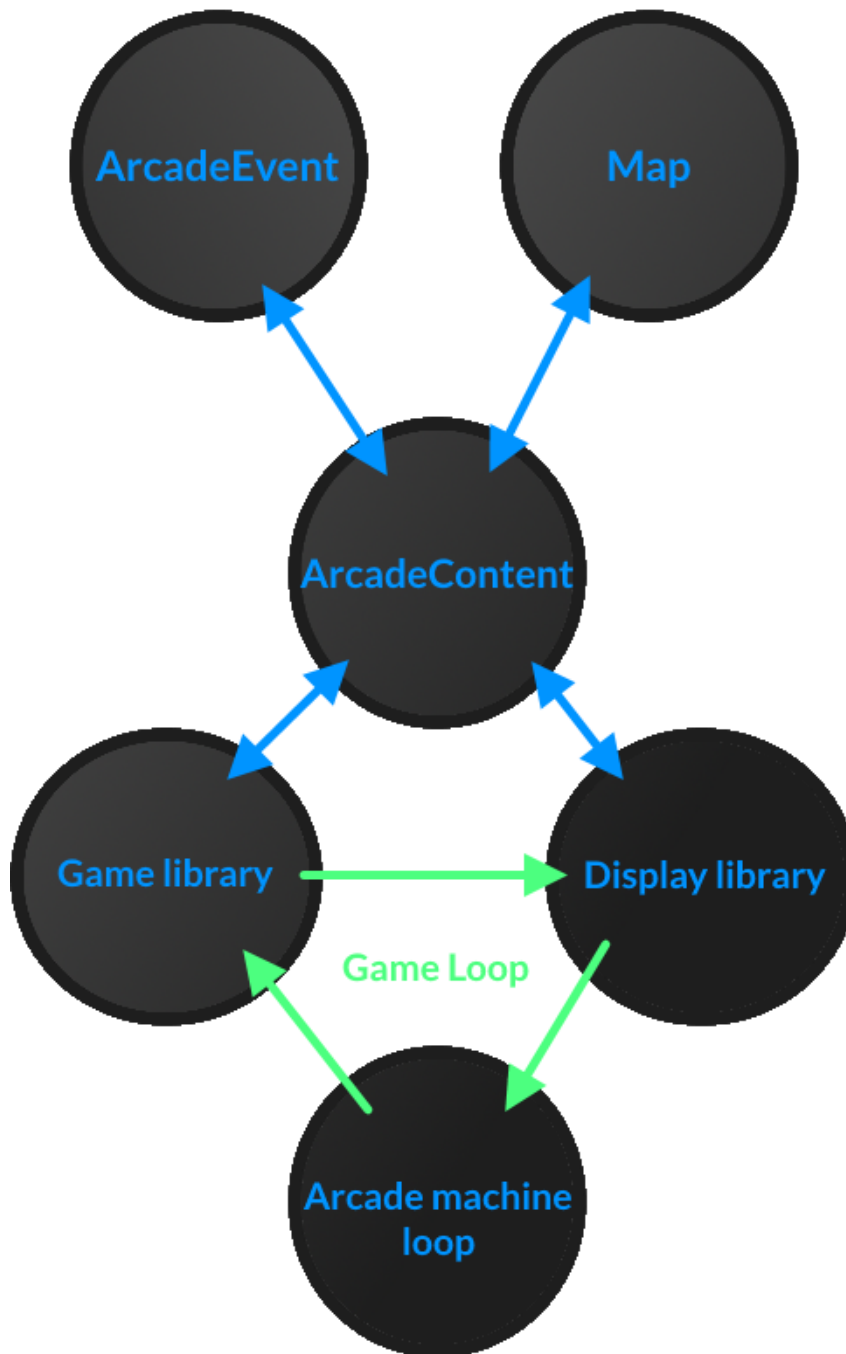 ArcadeEvent
Map
ArcadeContent
Game library
Display library
Game Loop
Arcade machine
loop